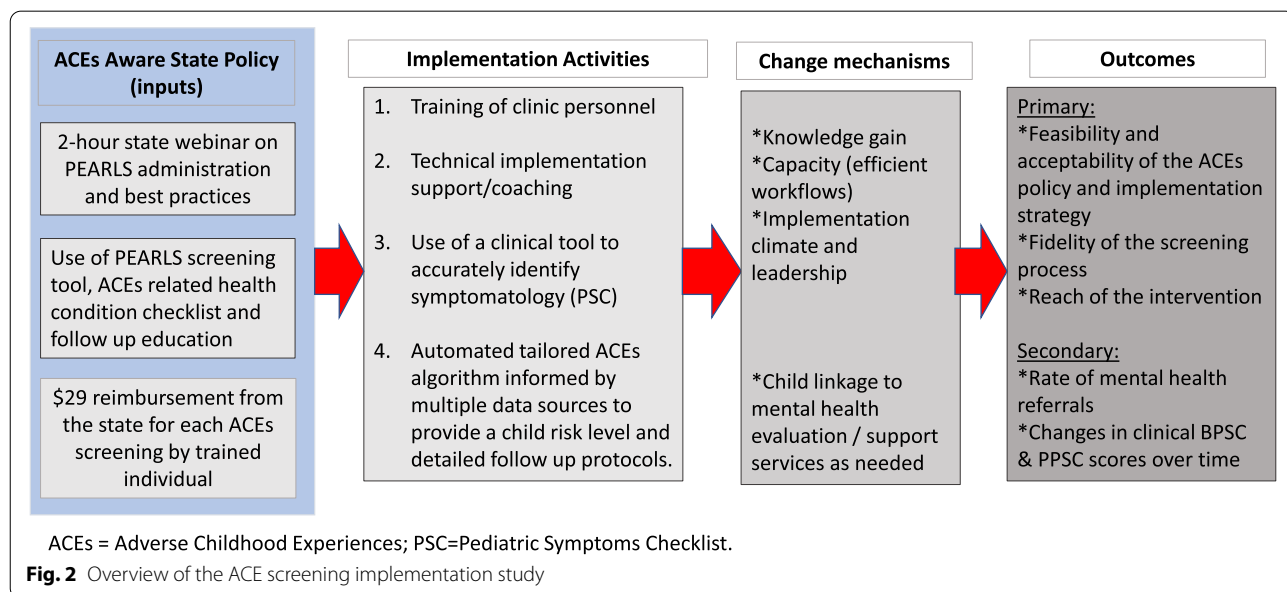 ACEs Aware State Policy
(inputs)
2-hour state webinar on
PEARLS administration
and best practices
Use of PEARLS screening
tool, ACEs related health
condition checklist and
follow up education
$29 reimbursement from
the state for each ACEs
screening by trained
individual
Implementation Activities
1. Training of clinic personnel
2. Technical implementation
support/coaching
3. Use of a clinical tool to
accurately identify
symptomatology (PSC)
4. Automated tailored ACEs
algorithm informed by
multiple data sources to
provide a child risk level and
detailed follow up protocols.
Change mechanisms
*Knowledge gain
*Capacity (efficient
workflows)
*Implementation
climate and
leadership
*Child linkage to
mental health
evaluation / support
services as needed
Outcomes
Primary:
*Feasibility and
acceptability of the ACEs
policy and implementation
strategy
*Fidelity of the screening
process
*Reach of the intervention
Secondary:
*Rate of mental health
referrals
*Changes in clinical BPSC
& PPSC scores over time
ACEs = Adverse Childhood Experiences; PSC=Pediatric Symptoms Checklist.
Fig. 2 Overview of the ACE screening implementation study